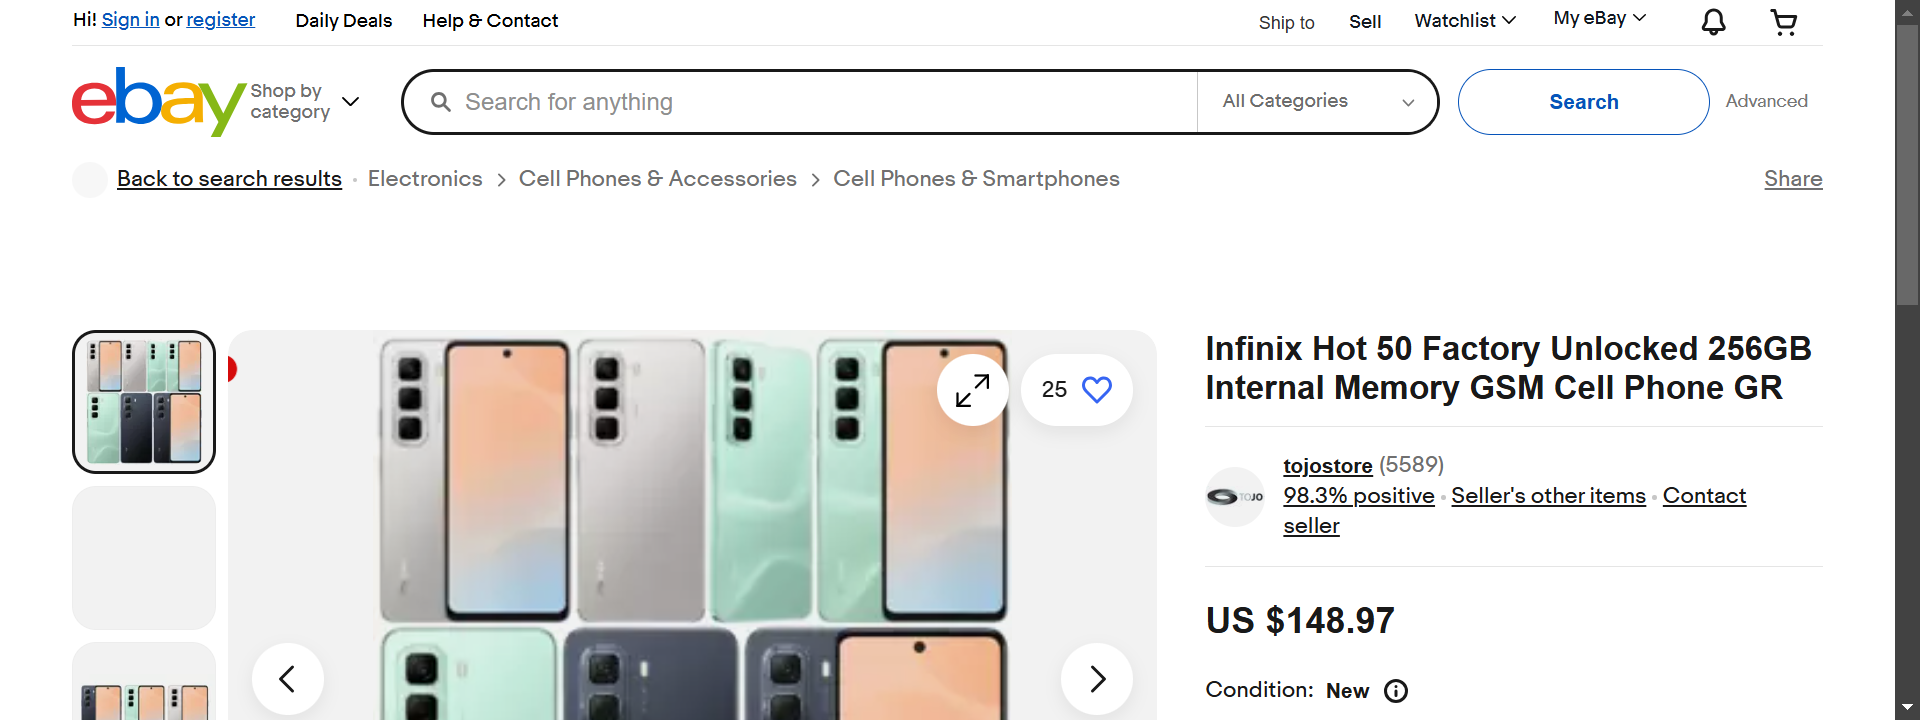 Hi! Sign in or register
Daily Deals
Help & Contact
Ship to
Sell
Watchlist
My eBay
ebay
Shop by
category
Search for anything
All Categories
Search
Advanced
Back to search results
Electronics
Cell Phones & Accessories
Cell Phones & Smartphones
Share
25
Infinix Hot 50 Factory Unlocked 256GB
Internal Memory GSM Cell Phone GR
TOJO
tojostore (5589)
98.3% positive
Seller's other items
Contact
seller
US $148.97
Condition: New